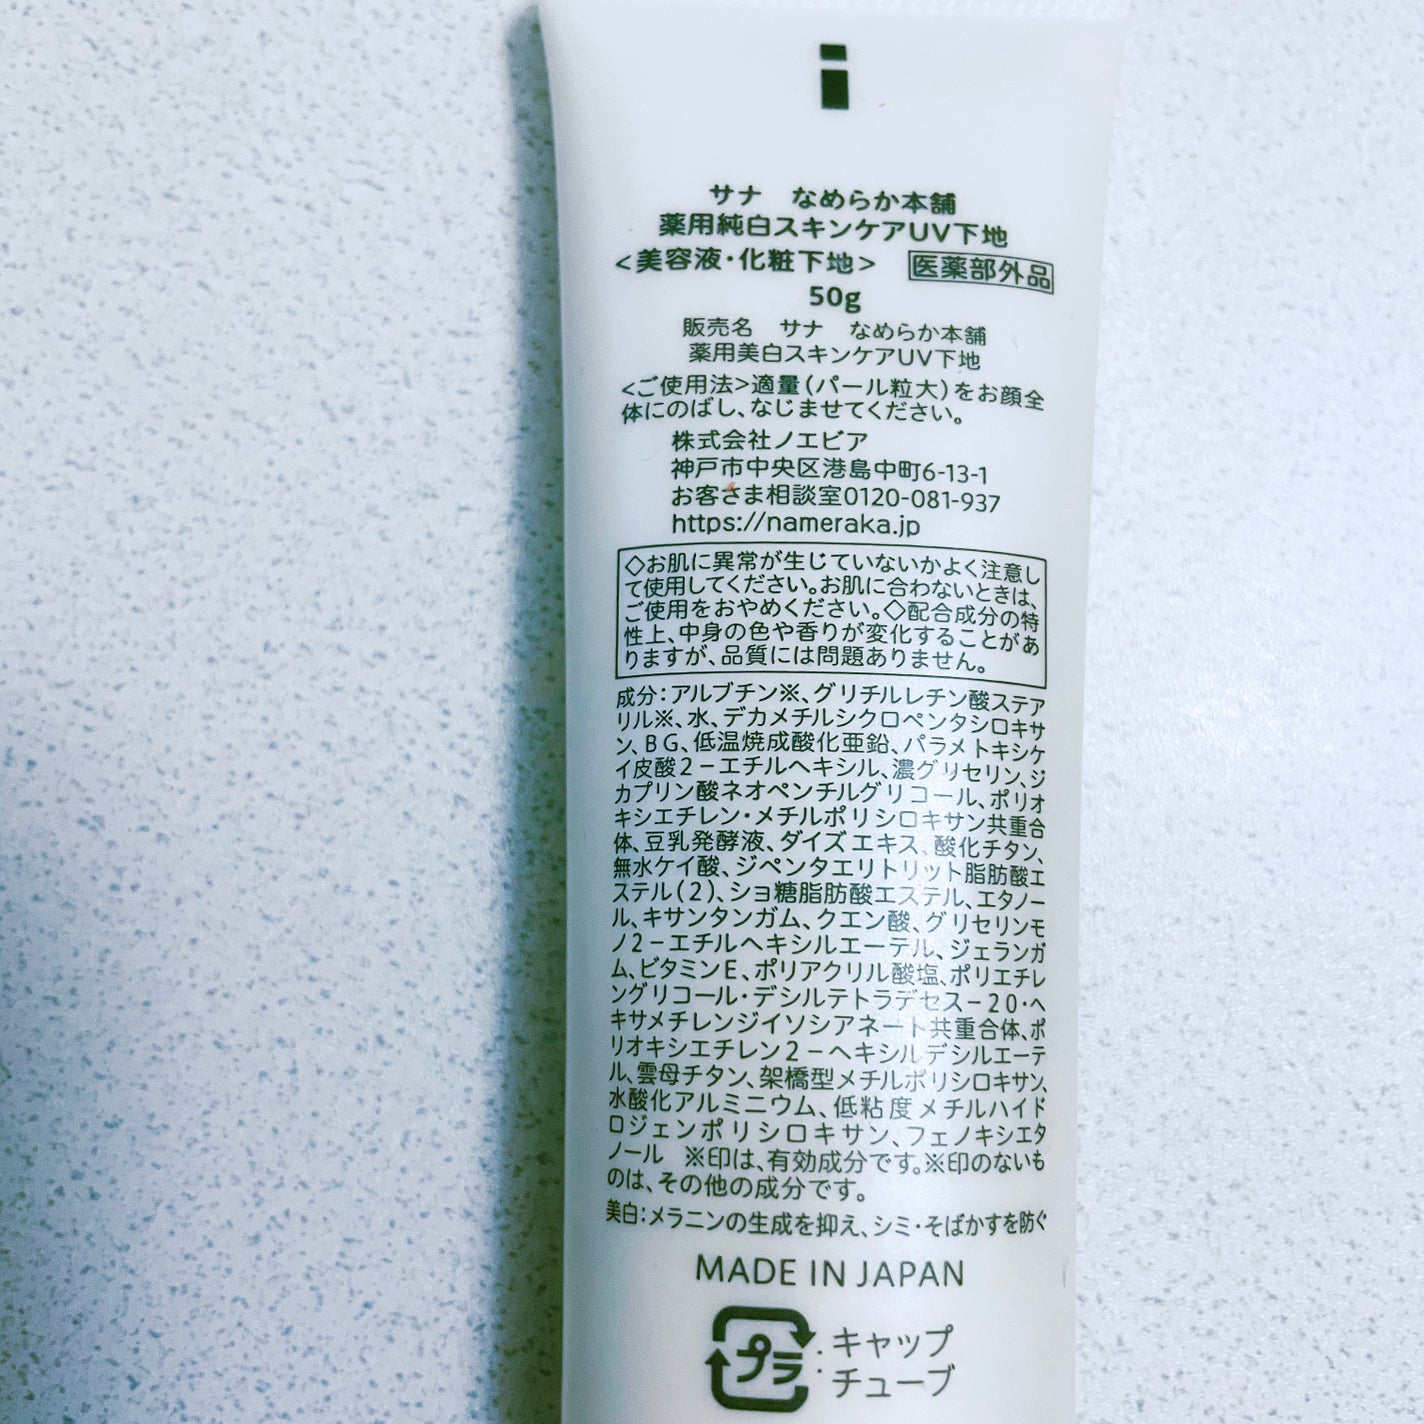 サナ なめらか本舗
薬用純白スキンケアUV下地
<美容液・化粧下地> 医薬部外品
50g
販売名 サナ なめらか本舗
薬用美白スキンケアUV下地
<ご使用法>適量(パール粒大)をお顔全
体にのばし、なじませてください。
株式会社ノエビア
神戸市中央区港島中町6-13-1
お客さま相談室0120-081-937
https://nameraka.jp
◇お肌に異常が生じていないかよく注意し
て使用してください。お肌に合わないときは、
ご使用をおやめください。◇配合成分の特
性上、中身の色や香りが変化することがあ
りますが、品質には問題ありません。
成分:アルブチン※、グリチルレチン酸ステア
リル※、水、デカメチルシクロペンタシロキサ
ン、BG、低温焼成酸化亜鉛、パラメトキシケ
イ皮酸2-エチルヘキシル、濃グリセリン、ジ
カプリン酸ネオペンチルグリコール、ポリオ
キシエチレン・メチルポリシロキサン共重合
体、豆乳発酵液、ダイズエキス、酸化チタン、
無水ケイ酸、ジペンタエリトリット脂肪酸エ
ステル(2)、ショ糖脂肪酸エステル、エタノー
ル、キサンタンガム、クエン酸、グリセリンモ
ノ2-エチルヘキシルエーテル、ジェランガ
ム、ビタミンE、ポリアクリル酸塩、ポリエチレ
ングリコール・デシルテトラデセス-20・ヘ
キサメチレンジイソシアネート共重合体、ポ
リオキシエチレン2-ヘキシルデシルエーテ
ル、雲母チタン、架橋型メチルポリシロキサン、
水酸化アルミニウム、低粘度メチルハイド
ロジェンポリシロキサン、フェノキシエタ
ノール ※印は、有効成分です。※印のないも
のは、その他の成分です。
美白:メラニンの生成を抑え、シミ・そばかすを防ぐ
MADE IN JAPAN
プラ : キャップ
: チューブ